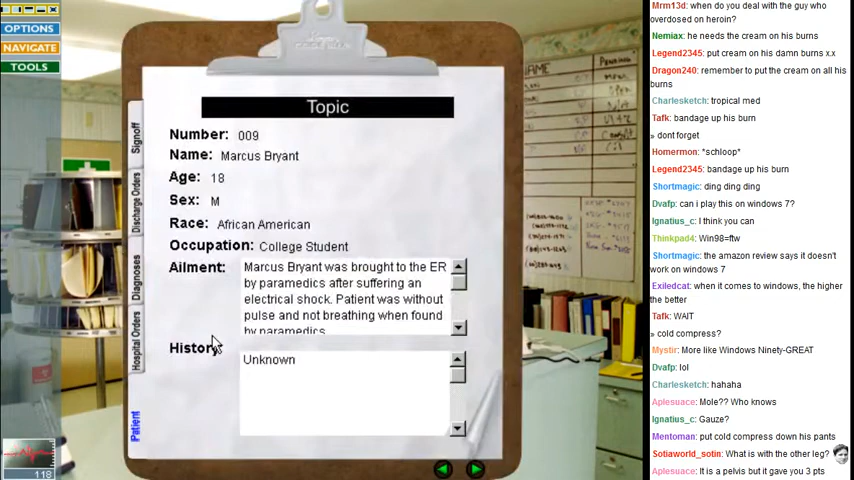 OPTIONS
NAVIGATE
TOOLS
Topic
Number: 009
Name: Marcus Bryant
Age: 18
Sex: M
Race: African American
Occupation: College Student
Ailment: Marcus Bryant was brought to the ER
by paramedics after suffering an
electrical shock. Patient was without
pulse and not breathing when found
by paramedics.
History:
Unknown
Signoff
Discharge Orders
Diagnoses
Hospital Orders
Patient
118
Mrm13d: when do you deal with the guy who
overdosed on heroin?
Nemiax: he needs the cream on his burns
Legend2345: put cream on his damn burns x.x
Dragon240: remember to put the cream on all his
burns
Charlesketch: tropical med
Tafk: bandage up his burn
» dont forget
Homermon: *schloop*
Legend2345: bandage up his burn
Shortmagic: ding ding ding
Dvafp: can i play this on windows 7?
Ignatius_c: I think you can
Thinkpad4: Win98=ftw
Shortmagic: the amazon review says it doesn't
work on windows 7
Exiledcat: when it comes to windows, the higher
the better
Tafk: WAIT
» cold compress?
Mystir: More like Windows Ninety-GREAT
Dvafp: lol
Charlesketch: hahaha
Aplesuace: Mole?? Who knows
Ignatius_c: Gauze?
Mentoman: put cold compress down his pants
Sotiaworld_sotin: What is with the other leg?
Aplesuace: It is a pelvis but it gave you 3 pts